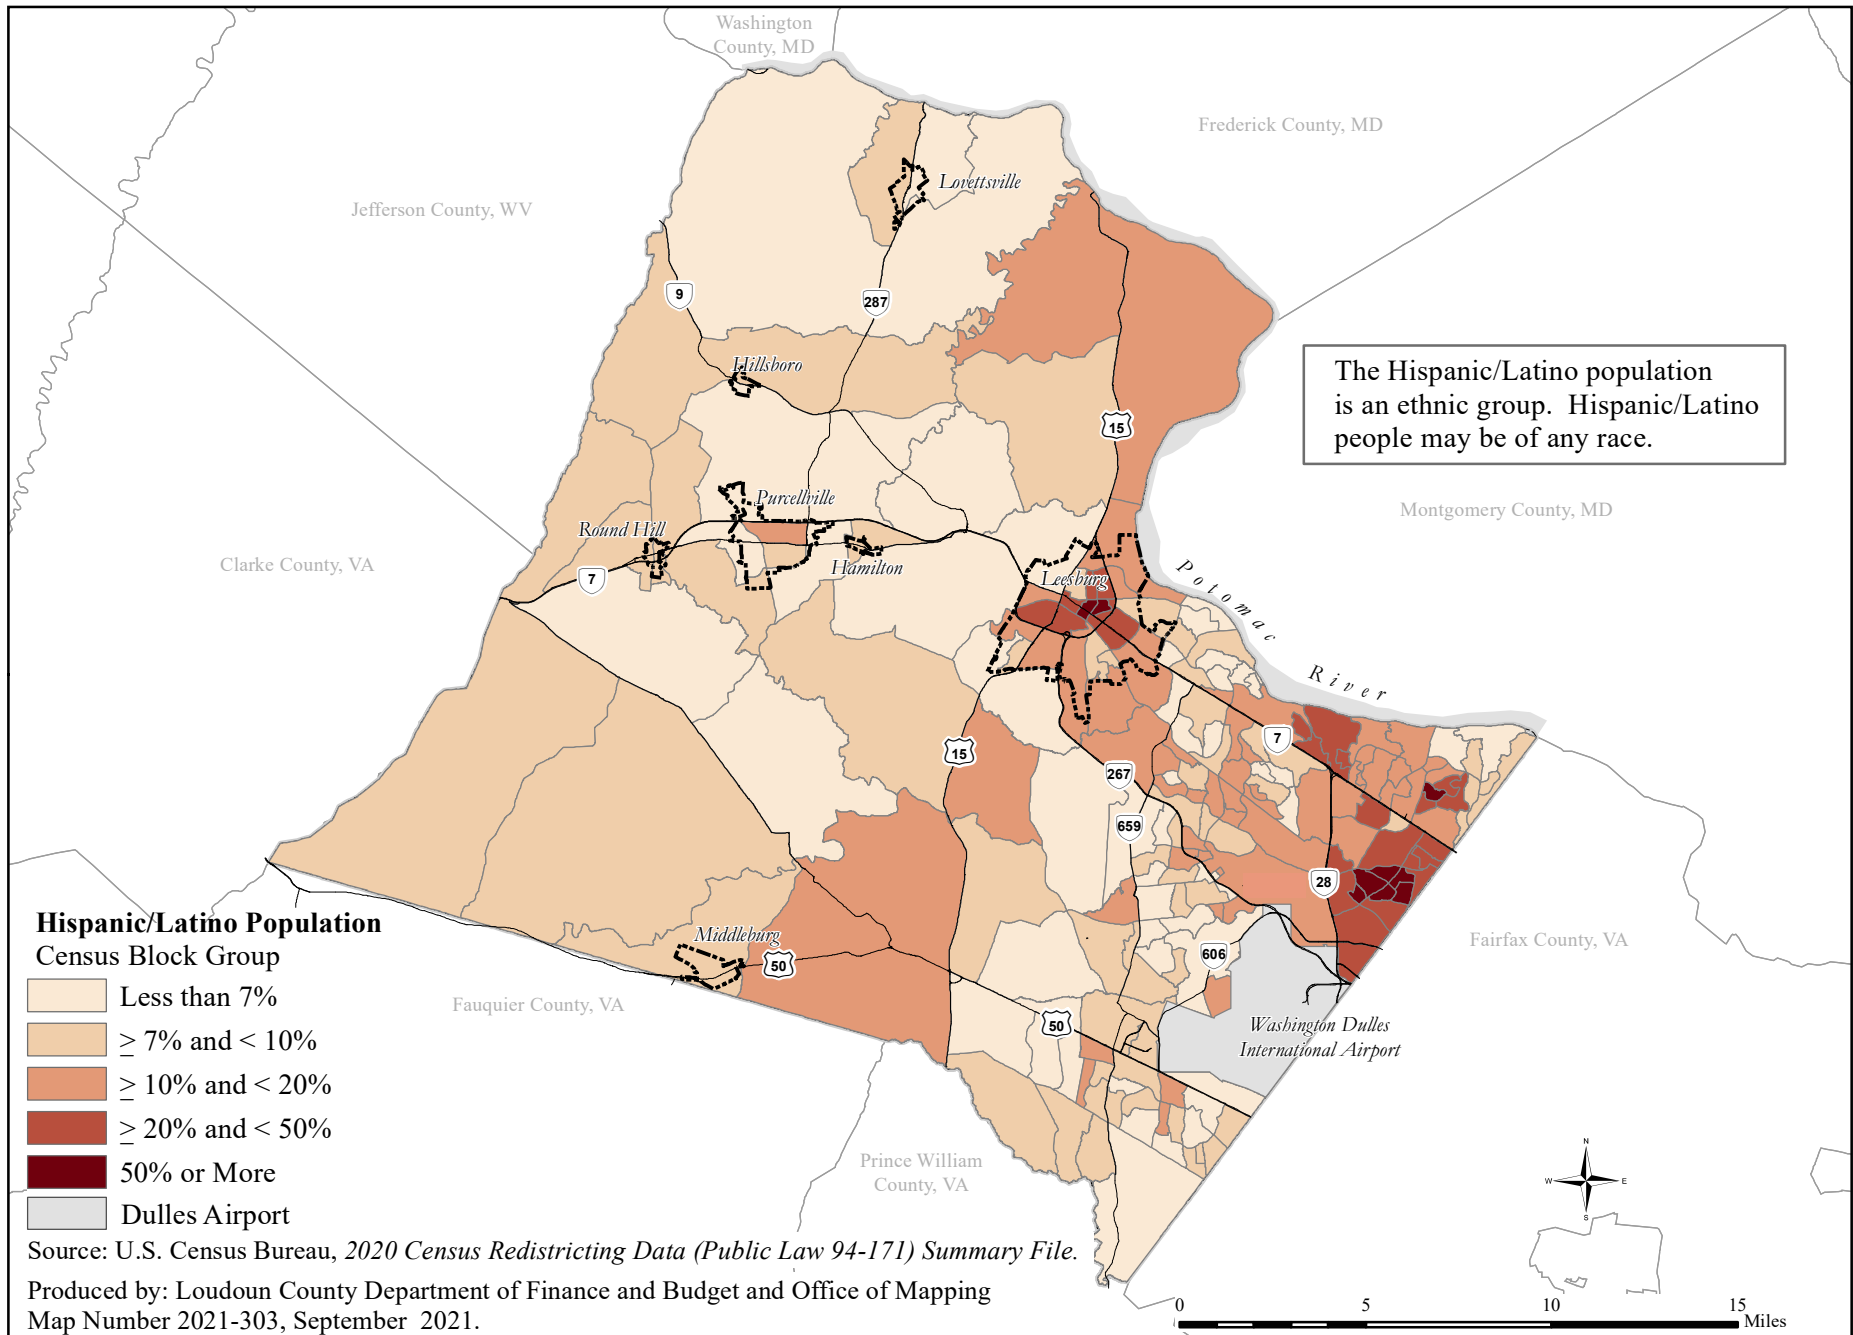 Washington
County, MD
Frederick County, MD
Lovettsville
Jefferson County, WV
9
287
The Hispanic/Latino population
is an ethnic group.  Hispanic/Latino
people may be of any race.
Hillsboro
15
Purcellville
Montgomery County, MD
Round Hill
Clarke County, VA
Hamilton
7
Leesburg
Potomac
River
7
15
267
659
28
Hispanic/Latino Population
Census Block Group
Middleburg
50
606
Fairfax County, VA
Less than 7%
Fauquier County, VA
≥ 7% and < 10%
50
Washington Dulles
International Airport
≥ 10% and < 20%
≥ 20% and < 50%
50% or More
Prince William
County, VA
N
W
E
S
Dulles Airport
Source: U.S. Census Bureau, 2020 Census Redistricting Data (Public Law 94-171) Summary File.
Produced by: Loudoun County Department of Finance and Budget and Office of Mapping
Map Number 2021-303, September  2021.
0 5 10 15
Miles